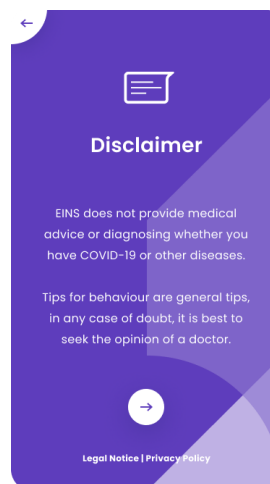 Disclaimer
EINS does not provide medical
advice or diagnosing whether you
have COVID-19 or other diseases.
Tips for behaviour are general tips,
in any case of doubt, it is best to
seek the opinion of a doctor.
Legal Notice | Privacy Policy